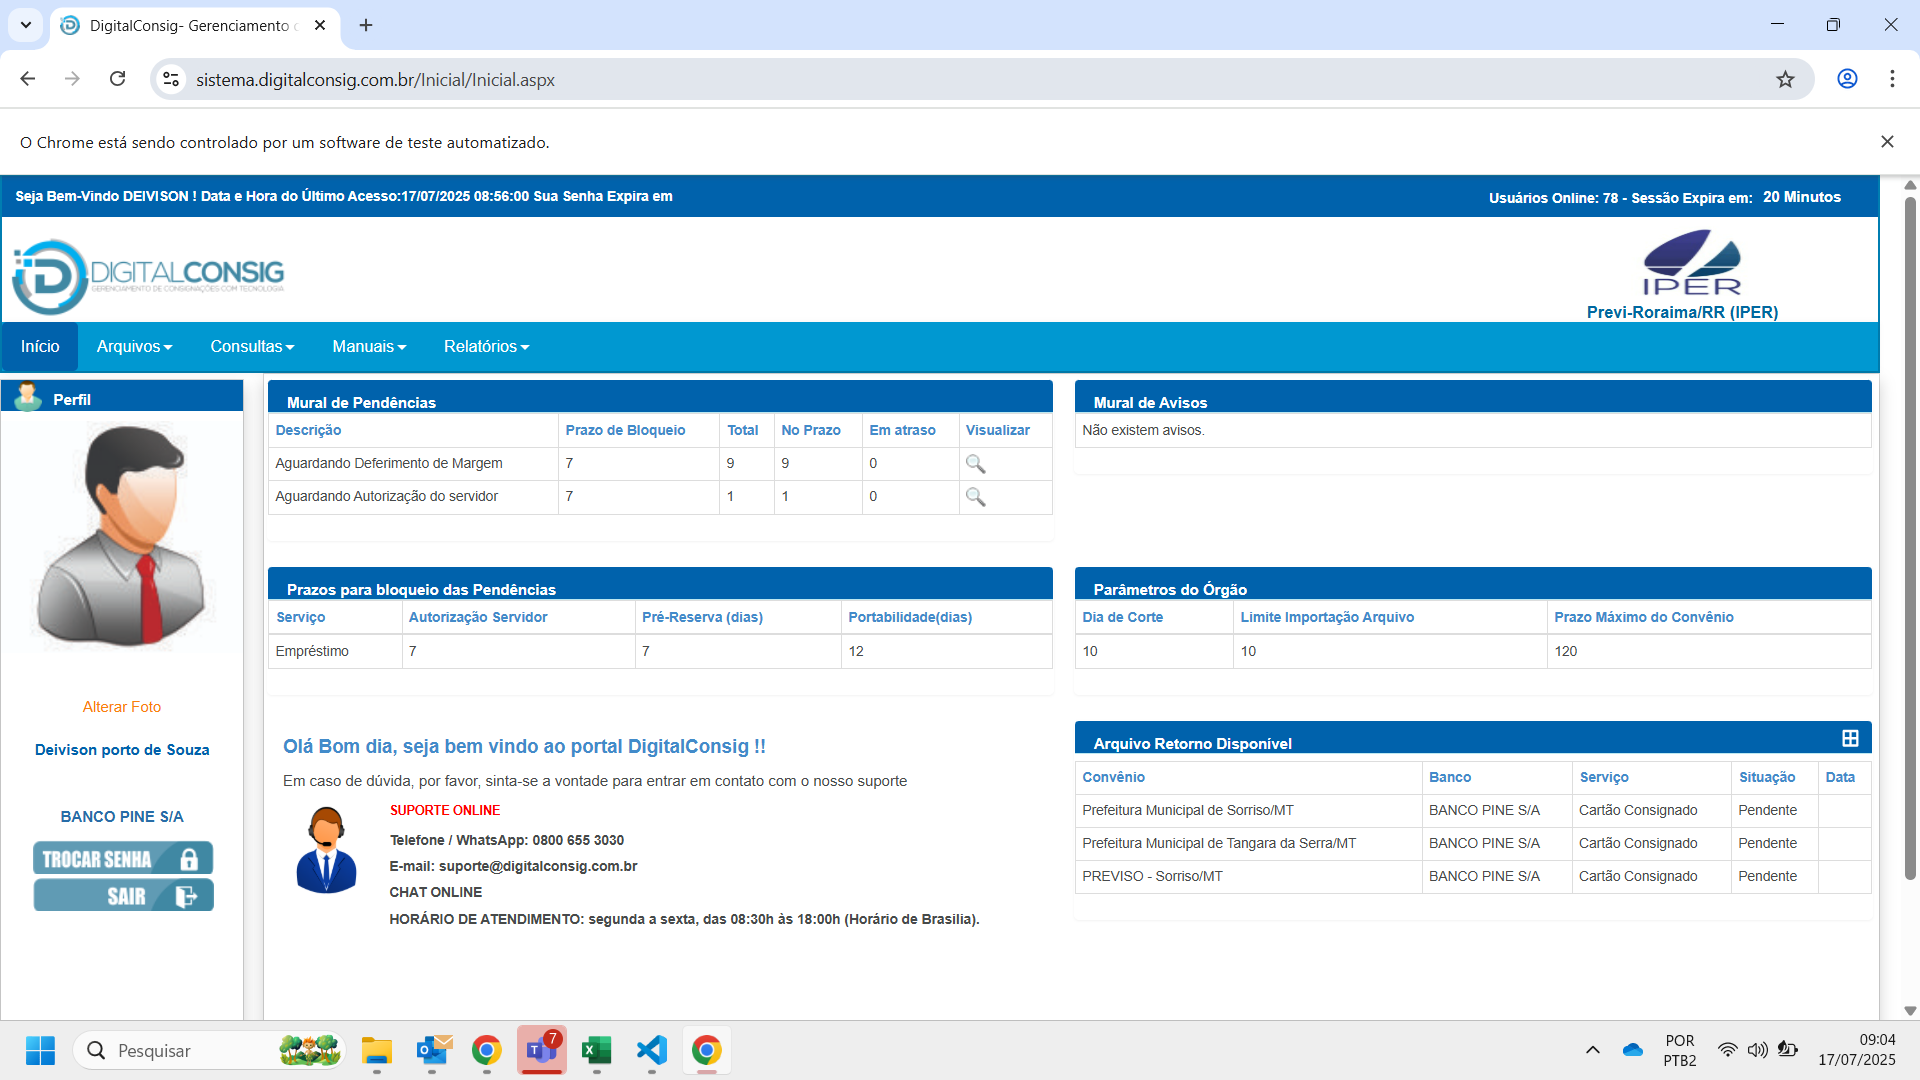 DigitalConsig- Gerenciamento
sistema.digitalconsig.com.br/Inicial/Inicial.aspx
O Chrome está sendo controlado por um software de teste automatizado.
Seja Bem-Vindo DEIVISON ! Data e Hora do Último Acesso:17/07/2025 08:56:00 Sua Senha Expira em
Usuários Online: 78 - Sessão Expira em: 20 Minutos
DIGITALCONSIG
GERENCIAMENTO DE CONSIGNAÇÕES COM TECNOLOGIA
IPER
Previ-Roraima/RR (IPER)
Início Arquivos Consultas Manuais Relatórios
Perfil
Alterar Foto
Deivison porto de Souza
BANCO PINE S/A
TROCAR SENHA
SAIR
Mural de Pendências
Descrição Prazo de Bloqueio Total No Prazo Em atraso Visualizar
Aguardando Deferimento de Margem 7 9 9 0
Aguardando Autorização do servidor 7 1 1 0
Mural de Avisos
Não existem avisos.
Prazos para bloqueio das Pendências
Serviço Autorização Servidor Pré-Reserva (dias) Portabilidade(dias)
Empréstimo 7 7 12
Parâmetros do Órgão
Dia de Corte Limite Importação Arquivo Prazo Máximo do Convênio
10 10 120
Olá Bom dia, seja bem vindo ao portal DigitalConsig !!
Em caso de dúvida, por favor, sinta-se a vontade para entrar em contato com o nosso suporte
SUPORTE ONLINE
Telefone / WhatsApp: 0800 655 3030
E-mail: suporte@digitalconsig.com.br
CHAT ONLINE
HORÁRIO DE ATENDIMENTO: segunda a sexta, das 08:30h às 18:00h (Horário de Brasilia).
Arquivo Retorno Disponível
Convênio Banco Serviço Situação Data
Prefeitura Municipal de Sorriso/MT BANCO PINE S/A Cartão Consignado Pendente
Prefeitura Municipal de Tangara da Serra/MT BANCO PINE S/A Cartão Consignado Pendente
PREVISO - Sorriso/MT BANCO PINE S/A Cartão Consignado Pendente
Pesquisar
7
POR
PTB2
09:04
17/07/2025